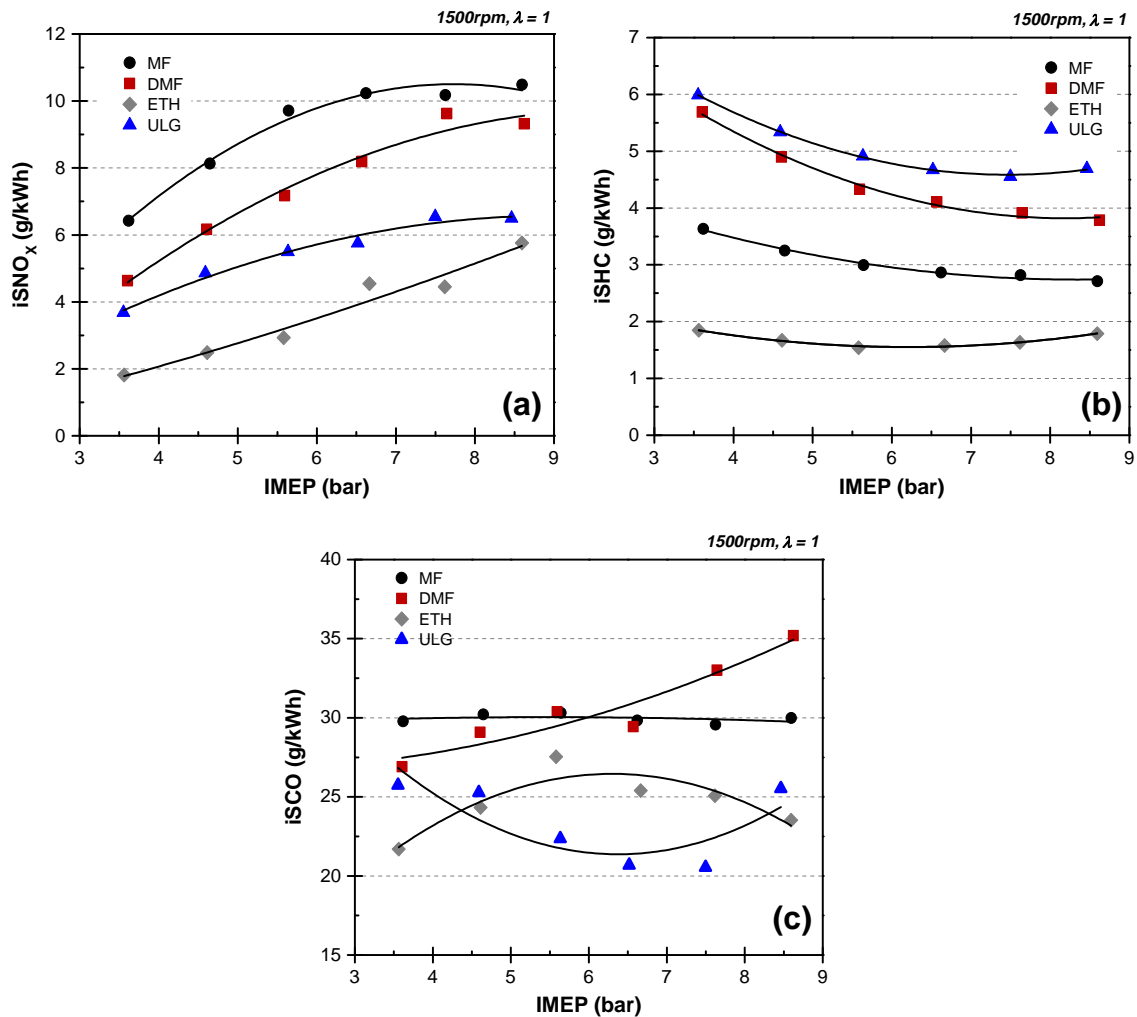 1500rpm, λ = 1
12
10
8
6
4
2
0
iSNOX (g/kWh)
MF
DMF
ETH
ULG
(a)
3 4 5 6 7 8 9
IMEP (bar)
1500rpm, λ = 1
7
6
5
4
3
2
1
0
iSHC (g/kWh)
MF
DMF
ETH
ULG
(b)
3 4 5 6 7 8 9
IMEP (bar)
1500rpm, λ = 1
40
35
30
25
20
15
iSCO (g/kWh)
MF
DMF
ETH
ULG
(c)
3 4 5 6 7 8 9
IMEP (bar)